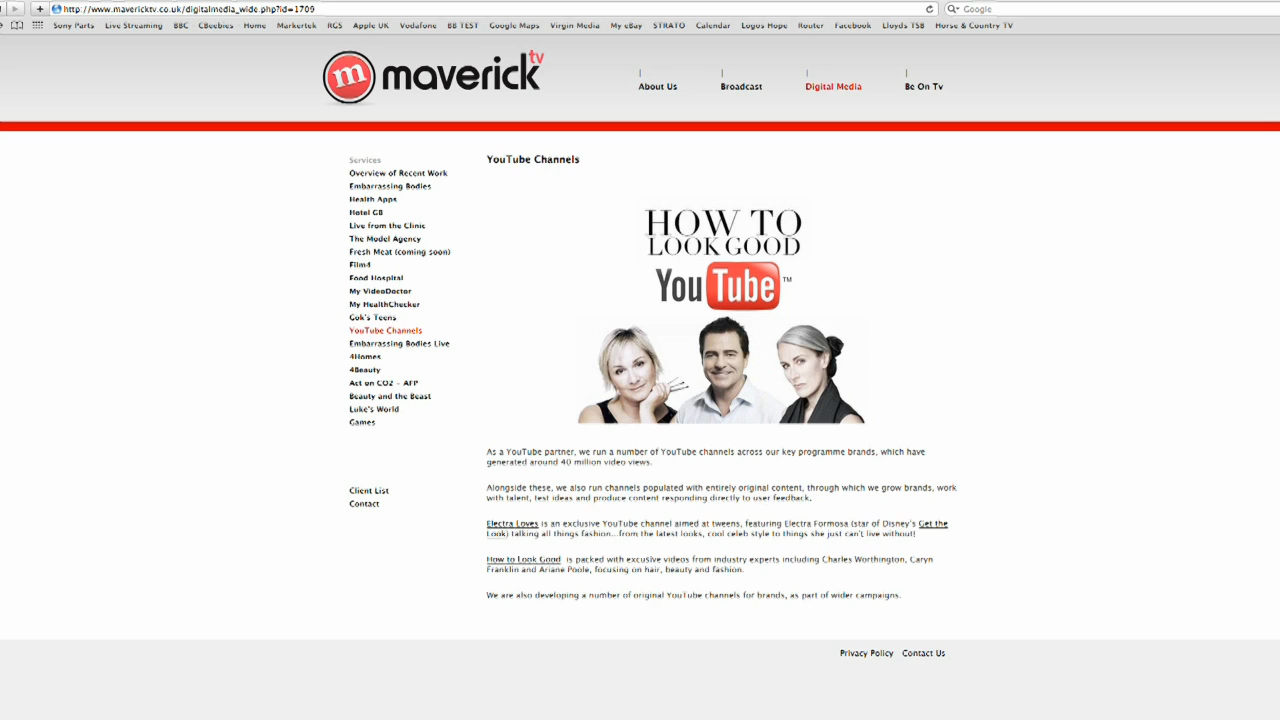 http://www.mavericktv.co.uk/digitalmedia_wide.php?id=1709
Google
Sony Parts Live Streaming BBC CBeebies Home Markertek RGS Apple UK Vodafone BB TEST Google Maps Virgin Media My eBay STRATO Calendar Logos Hope Router Facebook Lloyds TSB Horse & Country TV
m maverick tv
About Us Broadcast Digital Media Be On Tv
Services
Overview of Recent Work
Embarrassing Bodies
Health Apps
Hotel GB
Live from the Clinic
The Model Agency
Fresh Meat (coming soon)
Film4
Food Hospital
My VideoDoctor
My HealthChecker
Gok's Teens
YouTube Channels
Embarrassing Bodies Live
4Homes
4Beauty
Act on CO2 - AFP
Beauty and the Beast
Luke's World
Games
Client List
Contact
YouTube Channels
HOW TO
LOOK GOOD
YouTube™
As a YouTube partner, we run a number of YouTube channels across our key programme brands, which have
generated around 40 million video views.
Alongside these, we also run channels populated with entirely original content, through which we grow brands, work
with talent, test ideas and produce content responding directly to user feedback.
Electra Loves is an exclusive YouTube channel aimed at tweens, featuring Electra Formosa (star of Disney's Get the
Look) talking all things fashion...from the latest looks, cool celeb style to things she just can't live without!
How to Look Good is packed with excusive videos from industry experts including Charles Worthington, Caryn
Franklin and Ariane Poole, focusing on hair, beauty and fashion.
We are also developing a number of original YouTube channels for brands, as part of wider campaigns.
Privacy Policy Contact Us